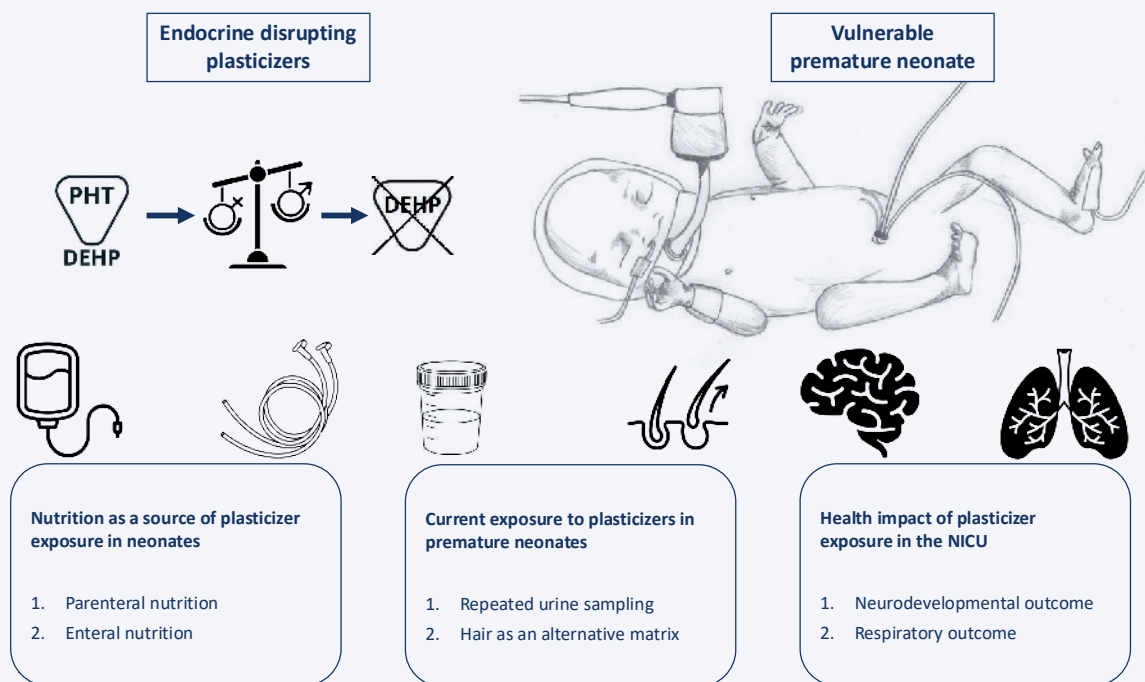 Endocrine disrupting
plasticizers
Vulnerable
premature neonate
PHT
DEHP
DEHP
Nutrition as a source of plasticizer
exposure in neonates
1. Parenteral nutrition
2. Enteral nutrition
Current exposure to plasticizers in
premature neonates
1. Repeated urine sampling
2. Hair as an alternative matrix
Health impact of plasticizer
exposure in the NICU
1. Neurodevelopmental outcome
2. Respiratory outcome